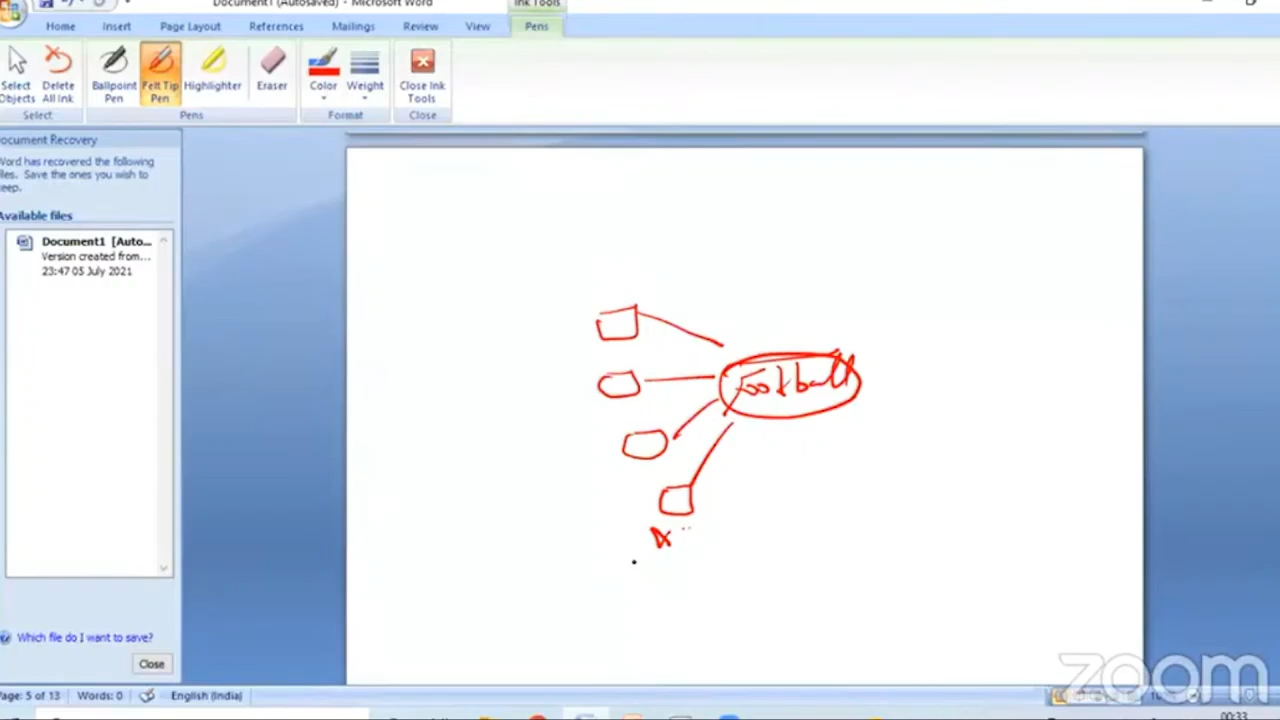 Document1 (Autosaved) - Microsoft Word
Ink Tools
Home Insert Page Layout References Mailings Review View Pens
Select Objects
Delete All Ink
Ballpoint Pen
Felt Tip Pen
Highlighter
Eraser
Color
Weight
Close Ink Tools
Select
Pens
Format
Close
ocument Recovery
Word has recovered the following
files. Save the ones you wish to
keep.
Available files
Document1 [Auto...
Version created from...
23:47 05 July 2021
football
Which file do I want to save?
Close
zoom
Page: 5 of 13 Words: 0 English (India)
00:33